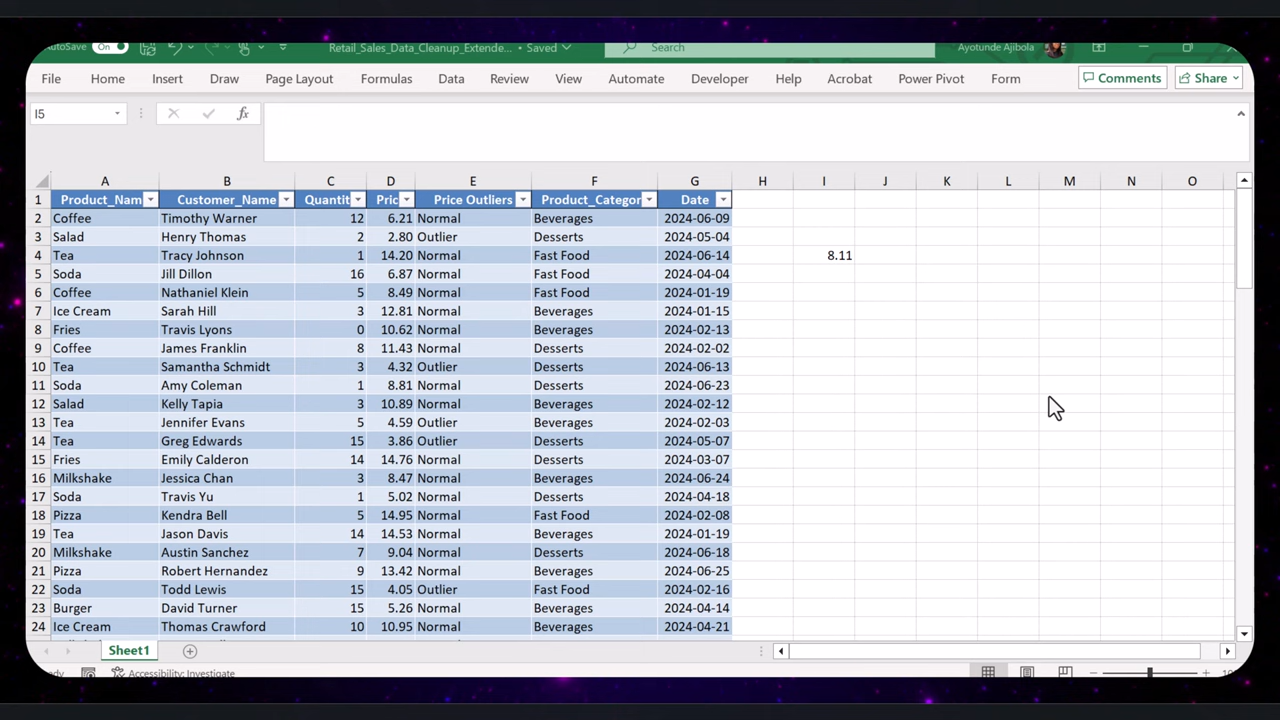 AutoSave On Retail_Sales_Data_Cleanup_Extende... • Saved Search Ayotunde Ajibola
File Home Insert Draw Page Layout Formulas Data Review View Automate Developer Help Acrobat Power Pivot Form Comments Share
I5 fx
A B C D E F G H I J K L M N O
1 Product_Nam Customer_Name Quantit Pric Price Outliers Product_Categor Date
2 Coffee Timothy Warner 12 6.21 Normal Beverages 2024-06-09
3 Salad Henry Thomas 2 2.80 Outlier Desserts 2024-05-04
4 Tea Tracy Johnson 1 14.20 Normal Fast Food 2024-06-14 8.11
5 Soda Jill Dillon 16 6.87 Normal Fast Food 2024-04-04
6 Coffee Nathaniel Klein 5 8.49 Normal Fast Food 2024-01-19
7 Ice Cream Sarah Hill 3 12.81 Normal Beverages 2024-01-15
8 Fries Travis Lyons 0 10.62 Normal Beverages 2024-02-13
9 Coffee James Franklin 8 11.43 Normal Desserts 2024-02-02
10 Tea Samantha Schmidt 3 4.32 Outlier Desserts 2024-06-13
11 Soda Amy Coleman 1 8.81 Normal Desserts 2024-06-23
12 Salad Kelly Tapia 3 10.89 Normal Beverages 2024-02-12
13 Tea Jennifer Evans 5 4.59 Outlier Beverages 2024-02-03
14 Tea Greg Edwards 15 3.86 Outlier Desserts 2024-05-07
15 Fries Emily Calderon 14 14.76 Normal Desserts 2024-03-07
16 Milkshake Jessica Chan 3 8.47 Normal Beverages 2024-06-24
17 Soda Travis Yu 1 5.02 Normal Desserts 2024-04-18
18 Pizza Kendra Bell 5 14.95 Normal Fast Food 2024-02-08
19 Tea Jason Davis 14 14.53 Normal Beverages 2024-01-19
20 Milkshake Austin Sanchez 7 9.04 Normal Desserts 2024-06-18
21 Pizza Robert Hernandez 9 13.42 Normal Beverages 2024-06-25
22 Soda Todd Lewis 15 4.05 Outlier Fast Food 2024-02-16
23 Burger David Turner 15 5.26 Normal Beverages 2024-04-14
24 Ice Cream Thomas Crawford 10 10.95 Normal Beverages 2024-04-21
Sheet1
Accessibility: Investigate